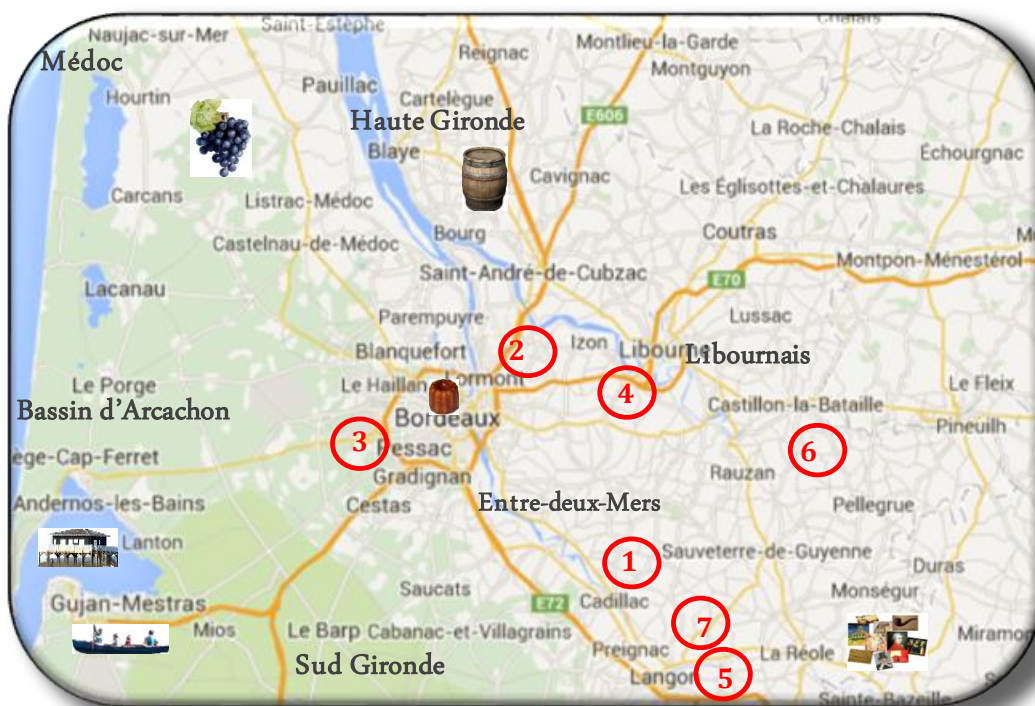 Saint-Estèphe
Naujac-sur-Mer
Reignac
Montlieu-la-Garde
Médoc
Montguyon
Hourtin
Pauillac
Cartelègue
Haute Gironde
E606
La Roche-Chalais
Blaye
Échourgnac
Cavignac
Les Églisottes-et-Chalaures
Carcans
Listrac-Médoc
Bourg
Coutras
Castelnau-de-Médoc
Montpon-Ménestérol
Saint-André-de-Cubzac
E70
Lacanau
Parempuyre
Lussac
2
Izon
Libourne
Libournais
Blanquefort
Le Porge
Le Haillan
Lormont
4
Le Fleix
Bassin d'Arcachon
Castillon-la-Bataille
Bordeaux
Pineuilh
3
Pessac
6
ège-Cap-Ferret
Gradignan
Rauzan
Andernos-les-Bains
Cestas
Entre-deux-Mers
Pellegrue
Lanton
1
Sauveterre-de-Guyenne
Duras
Saucats
Monségur
Gujan-Mestras
E72
Cadillac
Mios
Le Barp
Cabanac-et-Villagrains
7
Miramo
Sud Gironde
Preignac
La Réole
Langon
5
Sainte-Bazeille